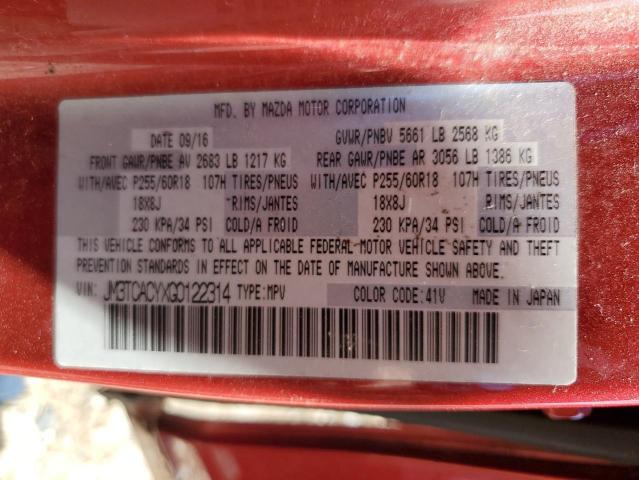 MFD. BY MAZDA MOTOR CORPORATION
DATE 09/16 GVWR/PNBV 5661 LB 2568 KG
FRONT GAWR/PNBE AV 2683 LB 1217 KG REAR GAWR/PNBE AR 3056 LB 1386 KG
WITH/AVEC P255/60R18 107H TIRES/PNEUS WITH/AVEC P255/60R18 107H TIRES/PNEUS
18X8J RIMS/JANTES 18X8J RIMS/JANTES
230 KPA/34 PSI COLD/A FROID 230 KPA/34 PSI COLD/A FROID
THIS VEHICLE CONFORMS TO ALL APPLICABLE FEDERAL MOTOR VEHICLE SAFETY AND THEFT
PREVENTION STANDARDS IN EFFECT ON THE DATE OF MANUFACTURE SHOWN ABOVE.
VIN: JM3TCACYXG0122314 TYPE:MPV COLOR CODE:41V MADE IN JAPAN